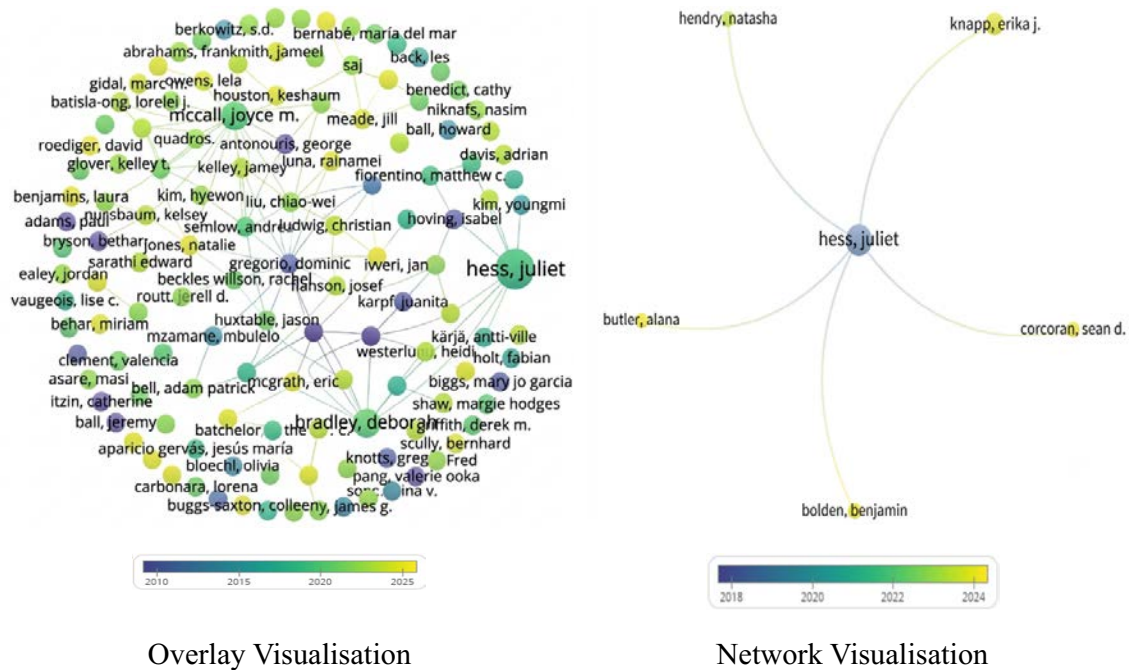 berkowitz, s.d.
bernabé, maría del mar
abrahams, frankmith, jameel
back, les
saj
gidal, marc m.
owens, lela
houston, keshaum
benedict, cathy
batisla-ong, lorelei j.
mccall, joyce m.
meade, jill
niknafs, nasim
ball, howard
roediger, david
quadros.
antonouris, george
glover, kelley t.
kelley, jamey
luna, rainamei
davis, adrian
fiorentino, matthew c.
benjamins, laura
kim, hyewon
liu, chiao-wei
kim, youngmi
adams, paul
nunsbaum, kelsey
semlow, andre
ludwig, christian
hoving, isabel
bryson, bethar
jones, natalie
sarathi edward
gregorio, dominic
iweri, jan
hess, juliet
ealey, jordan
beckles willson, rachel
hanson, josef
vaugeois, lise c.
routt. jerell d.
karpf juanita
behar, miriam
huxtable, jason
mzamane, mbulelo
kärjä, antti-ville
clement, valencia
heidi
holt, fabian
asare, masi
bell, adam patrick
mcgrath, eric
biggs, mary jo garcia
itzin, catherine
shaw, margie hodges
ball, jeremy
bradley, deborah
griffith, derek m.
batchelor,
the
c.
scully, bernhard
aparicio gervás, jesús maría
knotts, greg
Fred
bloechl, olivia
pang, valerie ooka
carbonara, lorena
ina v.
buggs-saxton, colleeny, james g.
2010 2015 2020 2025
Overlay Visualisation
hendry, natasha
knapp, erika j.
hess, juliet
butler, alana
corcoran, sean d.
bolden, benjamin
2018 2020 2022 2024
Network Visualisation